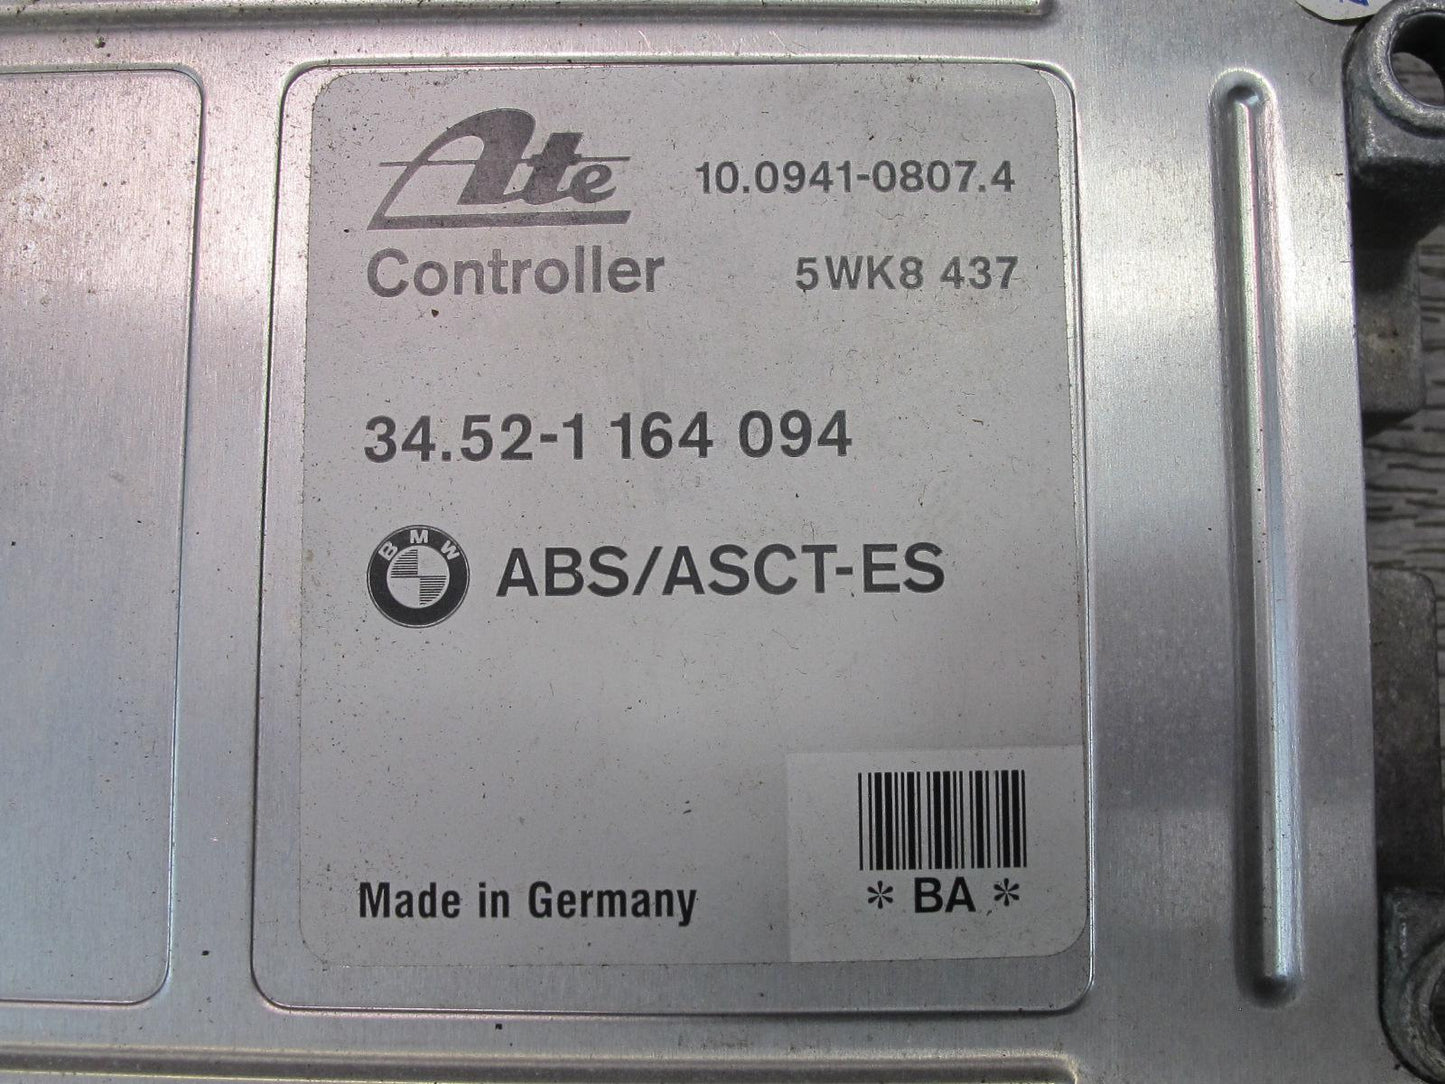 Ate 10.0941-0807.4
Controller 5WK8 437
34.52-1 164 094
BMW ABS/ASCT-ES
Made in Germany * BA *